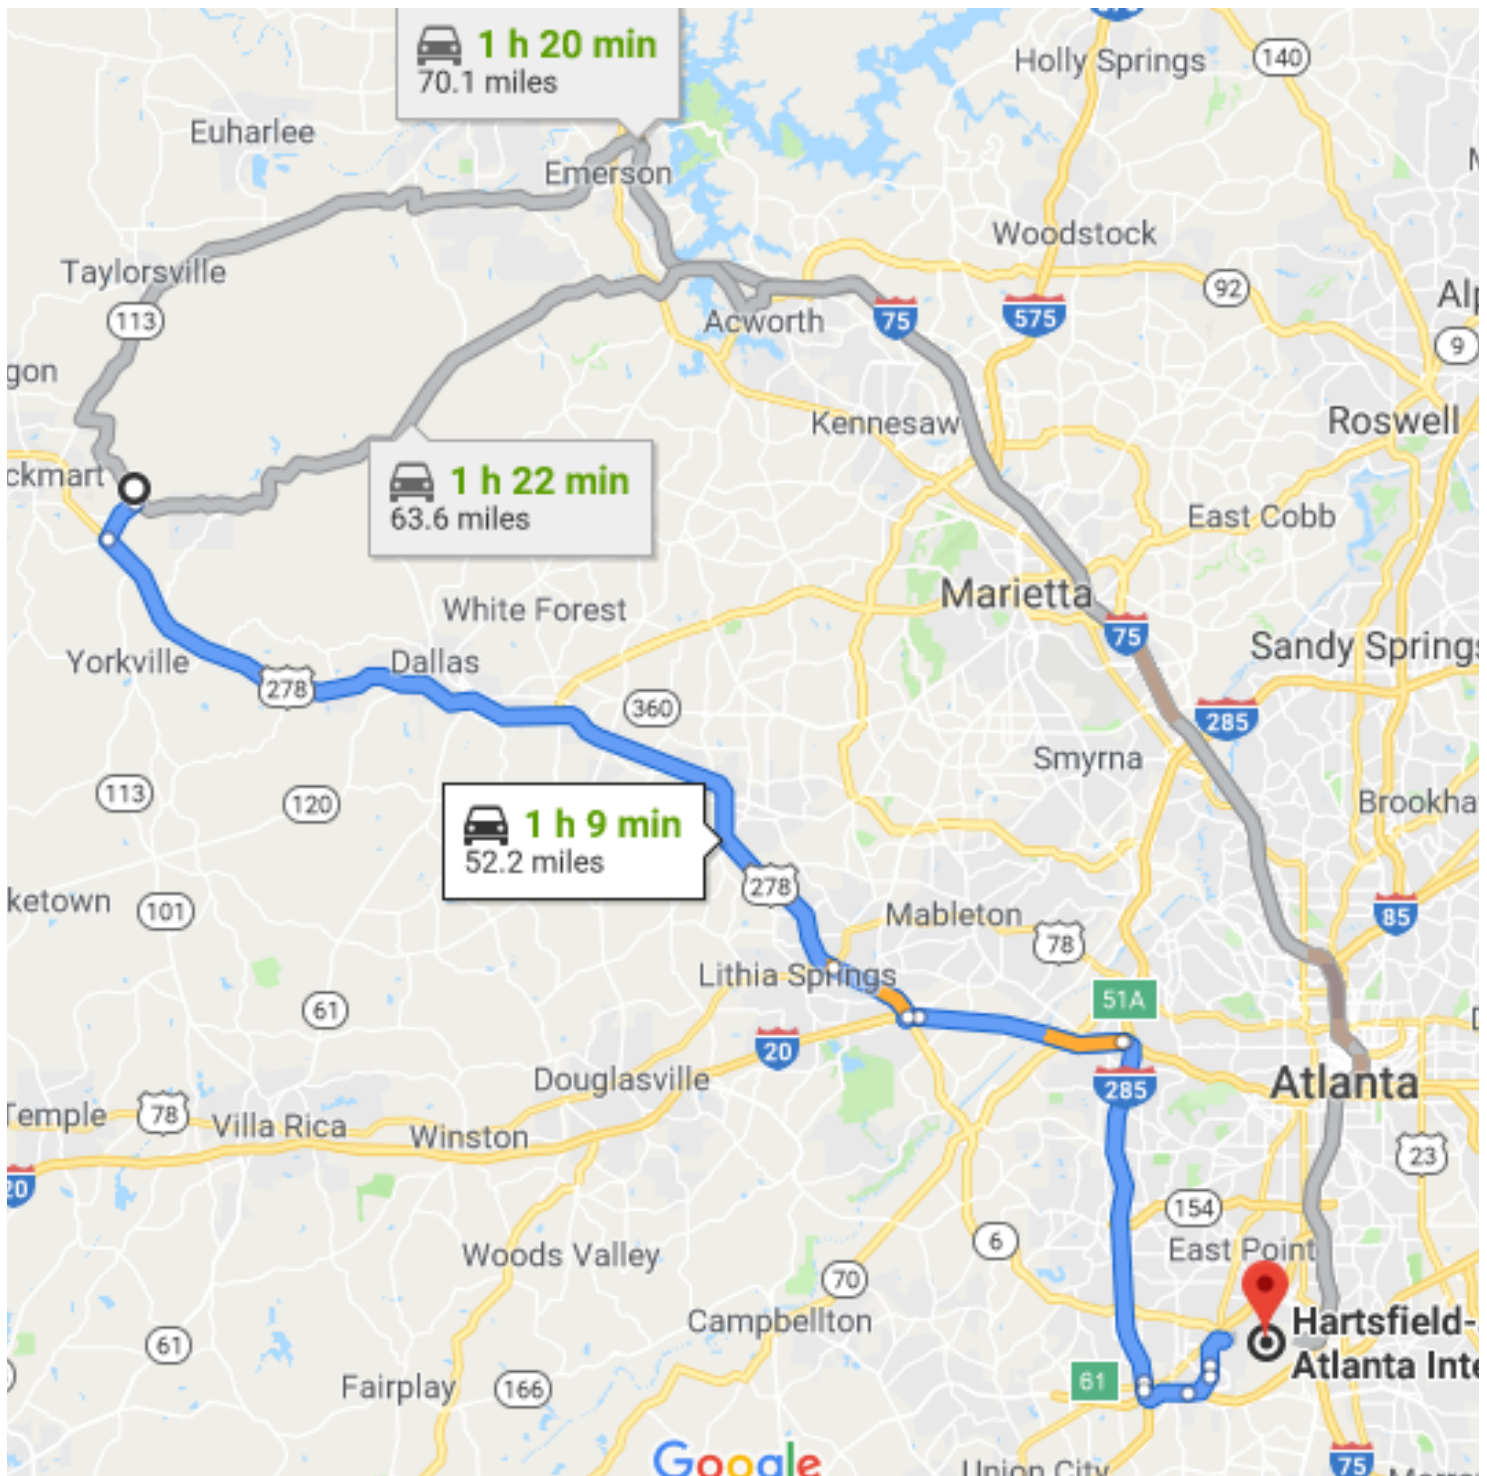 1 h 20 min
70.1 miles
Holly Springs
140
Euharlee
Emerson
Woodstock
Taylorsville
92
113
Acworth
75
575
Alp
9
gon
Kennesaw
Roswell
ckmart
1 h 22 min
63.6 miles
East Cobb
Marietta
White Forest
75
Sandy Springs
Yorkville
Dallas
278
360
285
Smyrna
113
120
Brookha
1 h 9 min
52.2 miles
278
ketown
101
Mableton
85
78
Lithia Springs
51A
61
20
Douglasville
285
Atlanta
Temple
78
Villa Rica
Winston
23
20
154
6
East Point
Woods Valley
70
Campbellton
Hartsfield-
Atlanta Inte
61
Fairplay
166
61
Google
Union City
75